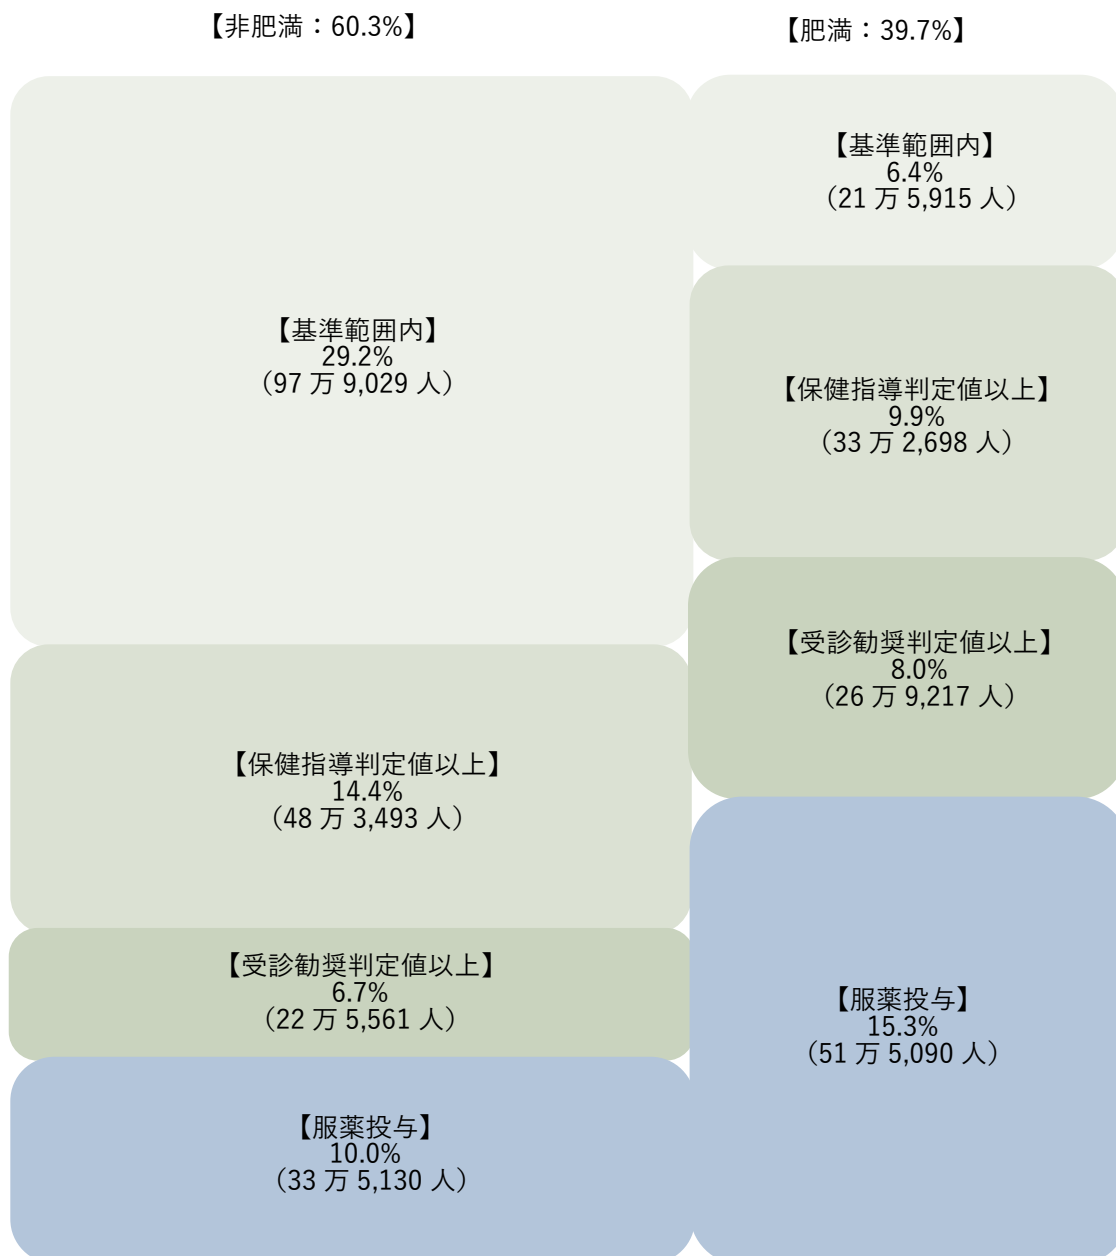 【非肥満：60.3%】
【基準範囲内】
29.2%
（97 万 9,029 人）
【保健指導判定値以上】
14.4%
（48 万 3,493 人）
【受診勧奨判定値以上】
6.7%
（22 万 5,561 人）
【服薬投与】
10.0%
（33 万 5,130 人）
【肥満：39.7%】
【基準範囲内】
6.4%
（21 万 5,915 人）
【保健指導判定値以上】
9.9%
（33 万 2,698 人）
【受診勧奨判定値以上】
8.0%
（26 万 9,217 人）
【服薬投与】
15.3%
（51 万 5,090 人）